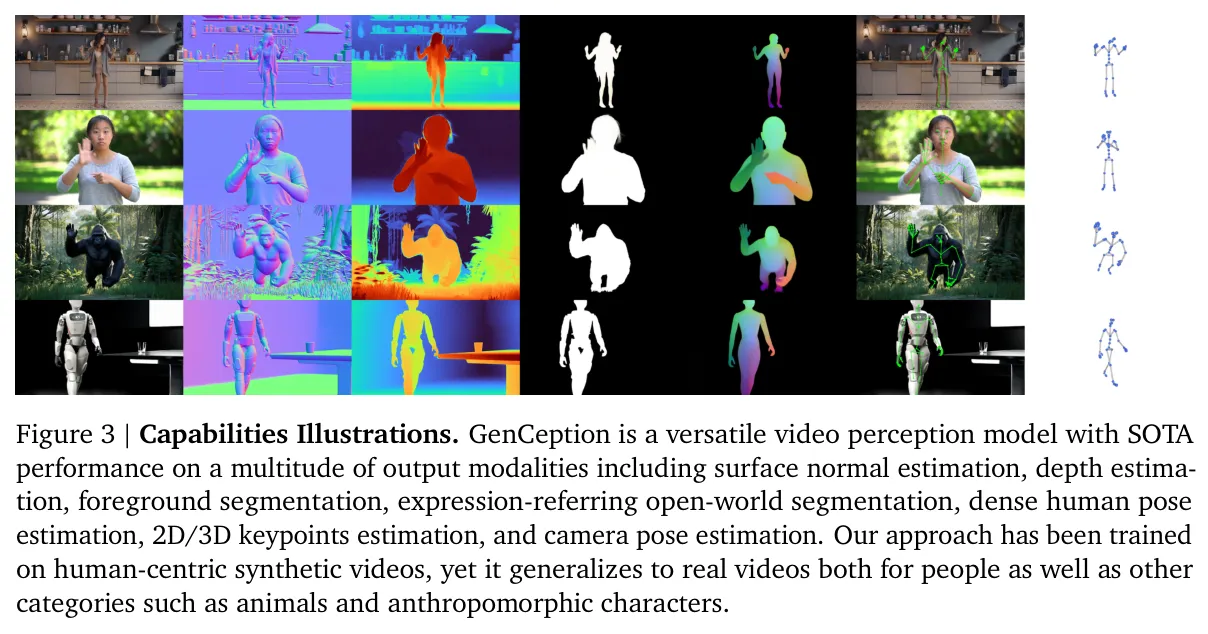 Figure 3 | Capabilities Illustrations. GenCeption is a versatile video perception model with SOTA
performance on a multitude of output modalities including surface normal estimation, depth estima-
tion, foreground segmentation, expression-referring open-world segmentation, dense human pose
estimation, 2D/3D keypoints estimation, and camera pose estimation. Our approach has been trained
on human-centric synthetic videos, yet it generalizes to real videos both for people as well as other
categories such as animals and anthropomorphic characters.